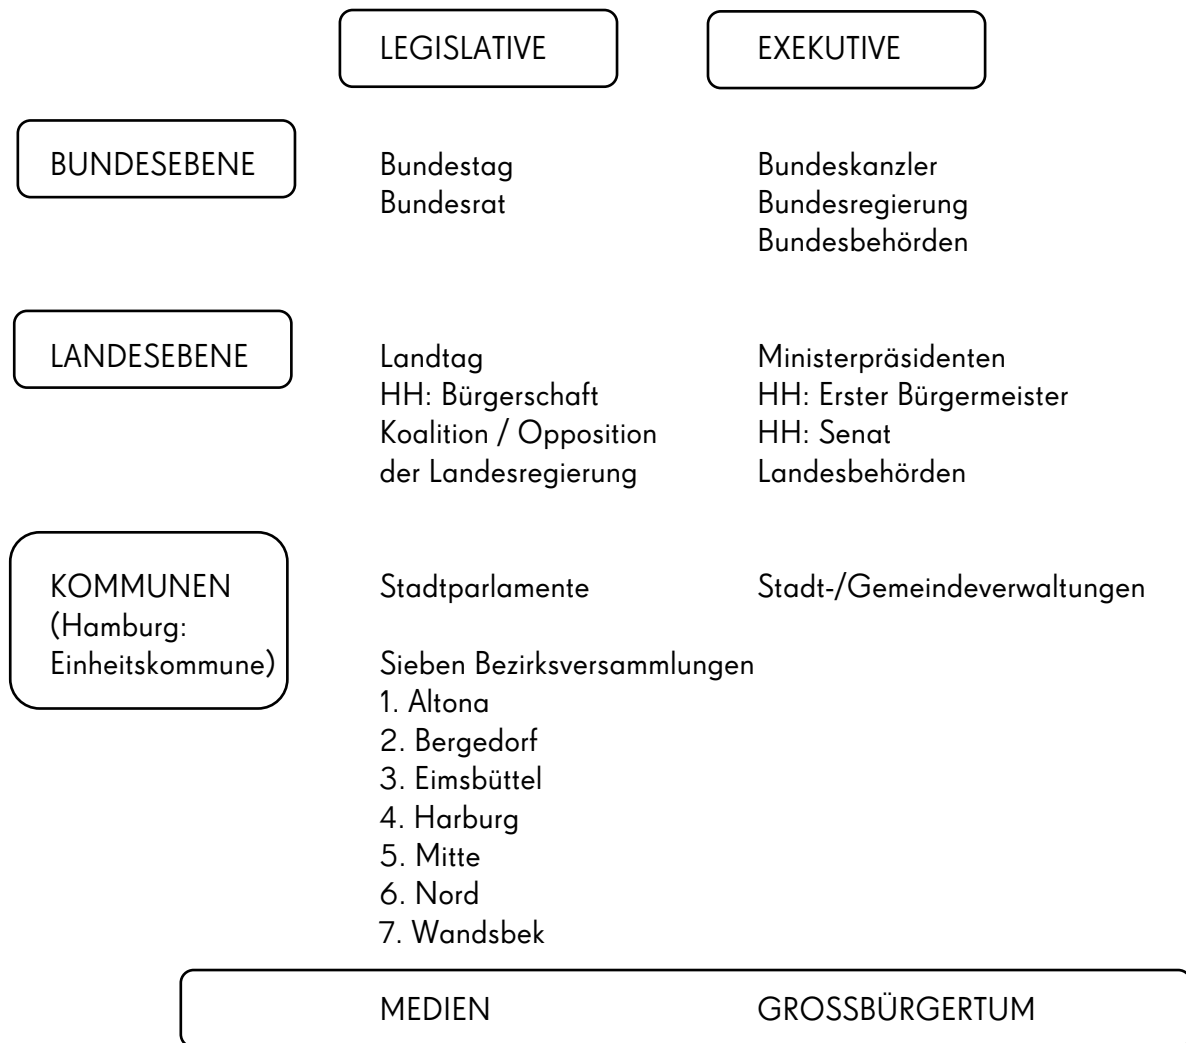 LEGISLATIVE EXEKUTIVE
BUNDESEBENE Bundestag Bundeskanzler
Bundesrat Bundesregierung
Bundesbehörden
LANDESEBENE Landtag Ministerpräsidenten
HH: Bürgerschaft HH: Erster Bürgermeister
Koalition / Opposition HH: Senat
der Landesregierung Landesbehörden
KOMMUNEN Stadtparlamente Stadt-/Gemeindeverwaltungen
(Hamburg:
Einheitskommune) Sieben Bezirksversammlungen
1. Altona
2. Bergedorf
3. Eimsbüttel
4. Harburg
5. Mitte
6. Nord
7. Wandsbek
MEDIEN GROSSBÜRGERTUM